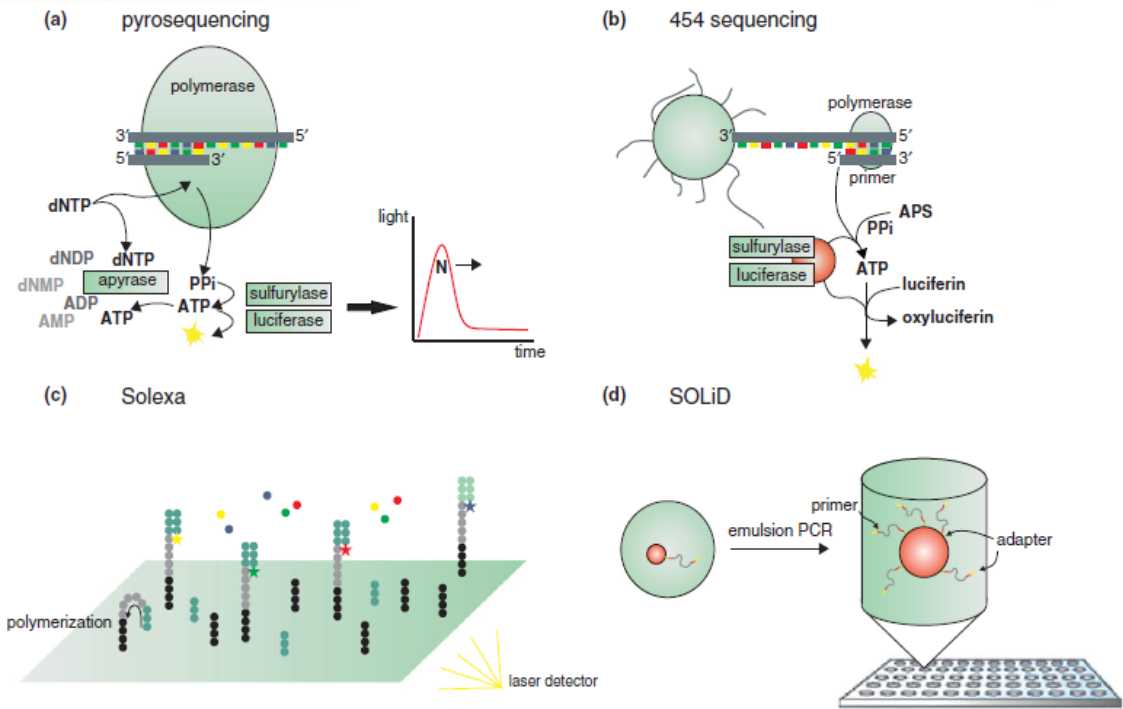 (a) pyrosequencing
polymerase
3′ 5′
5′ 3′
dNTP
dNDP dNTP
dNMP apyrase PPi
ADP ATP ATP
AMP
sulfurylase
luciferase
light
N
time
(b) 454 sequencing
polymerase
3′ 5′
5′ 3′
primer
APS
PPi
sulfurylase
luciferase
ATP
luciferin
oxyluciferin
(c) Solexa
polymerization
laser detector
(d) SOLiD
primer
emulsion PCR
adapter